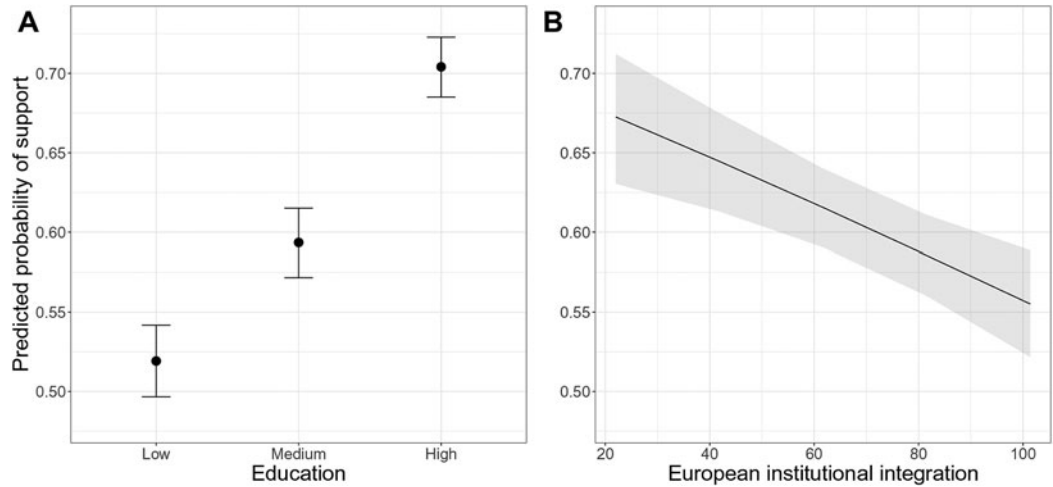 A
B
Predicted probability of support
0.70
0.65
0.60
0.55
0.50
Low Medium High
Education
0.70
0.65
0.60
0.55
0.50
20 40 60 80 100
European institutional integration